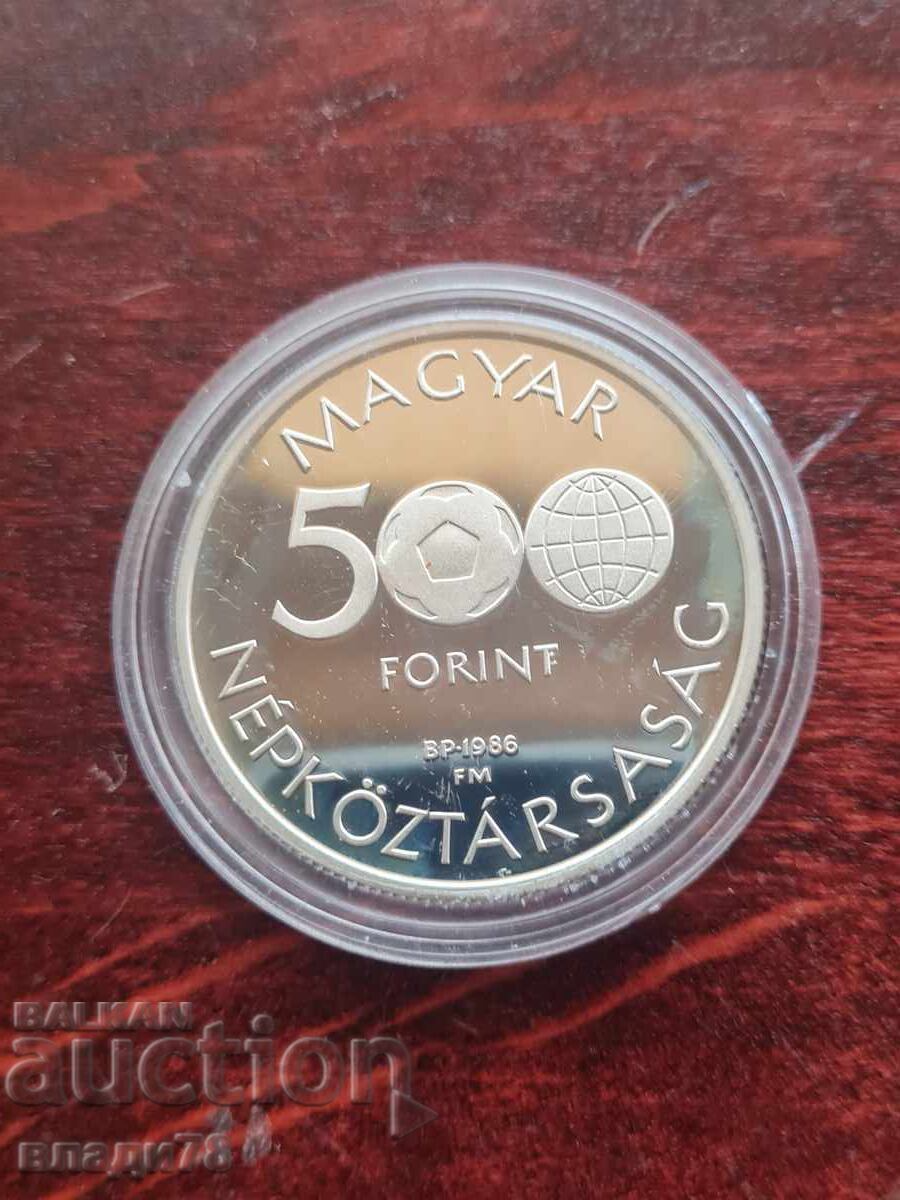 MAGYAR
500
FORINT
BP·1986
FM
NÉPKÖZTÁRSASÁG
BALKAN
auction
влади78